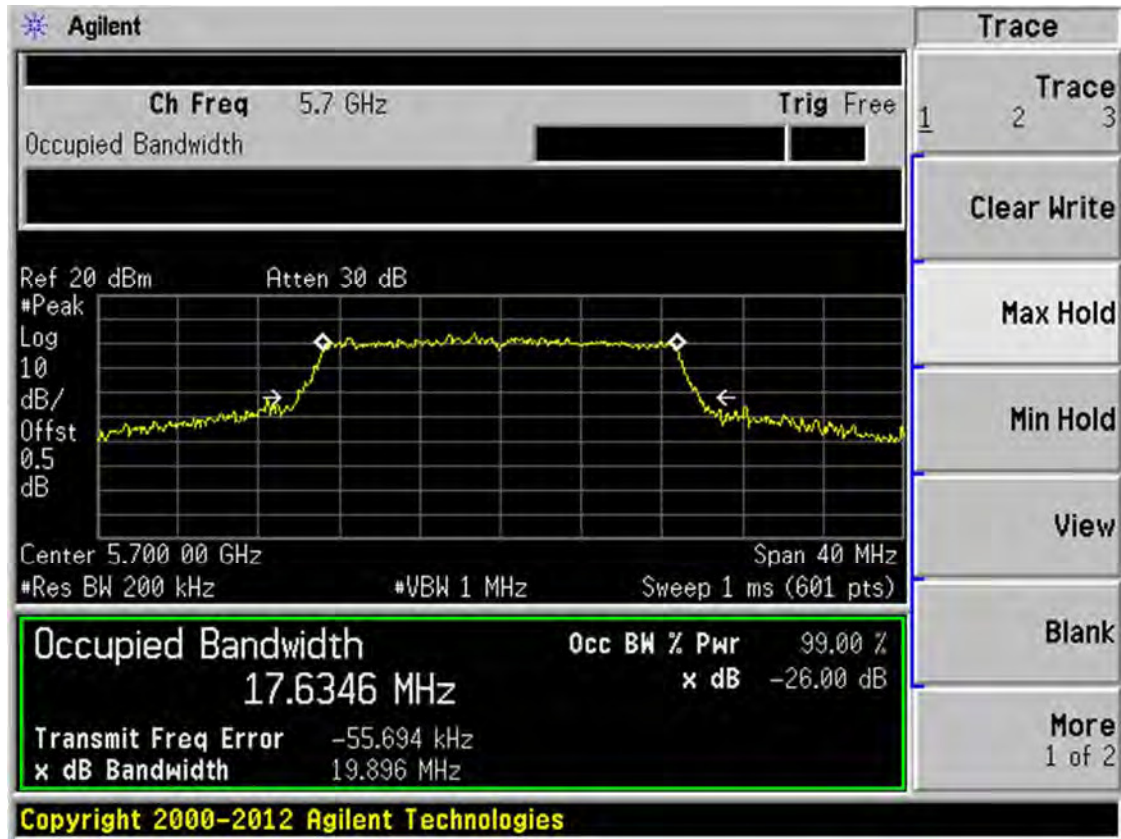 Agilent
Trace
Ch Freq 5.7 GHz Trig Free
Occupied Bandwidth
Trace
1 2 3
Clear Write
Ref 20 dBm Atten 30 dB
#Peak
Log
10
dB/
Offst
0.5
dB
Max Hold
Min Hold
View
Center 5.700 00 GHz Span 40 MHz
#Res BW 200 kHz #VBW 1 MHz Sweep 1 ms (601 pts)
Occupied Bandwidth
17.6346 MHz
Occ BW % Pwr 99.00 %
x dB -26.00 dB
Transmit Freq Error -55.694 kHz
x dB Bandwidth 19.896 MHz
Blank
More
1 of 2
Copyright 2000-2012 Agilent Technologies